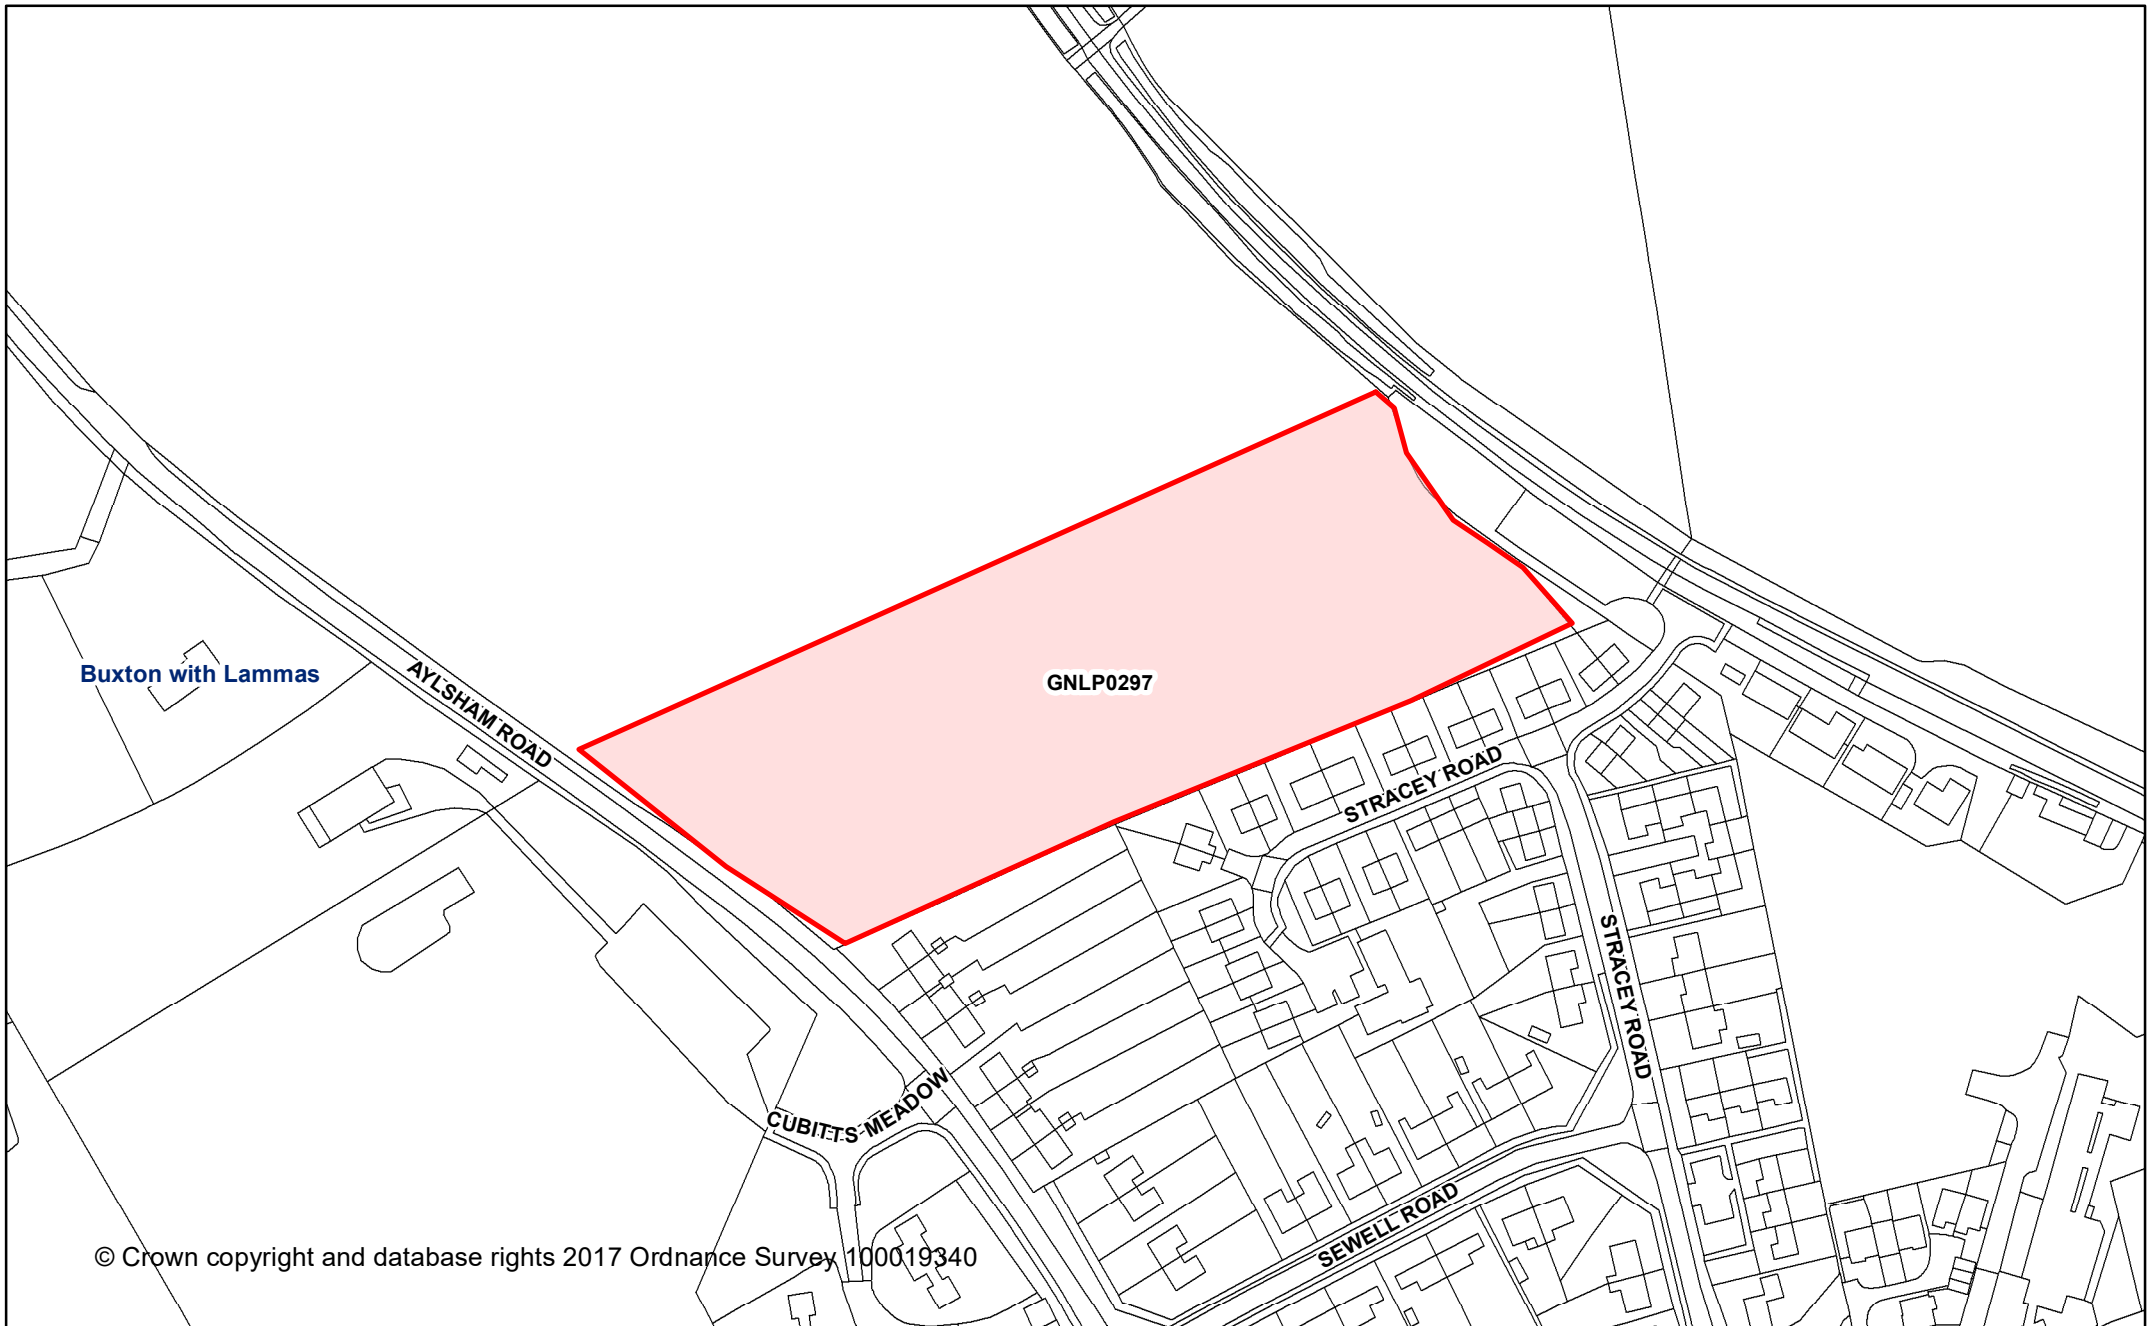 Buxton with Lammas
AYLSHAM ROAD
GNLP0297
STRACEY ROAD
STRACEY ROAD
CUBITTS MEADOW
SEWELL ROAD
© Crown copyright and database rights 2017 Ordnance Survey 100019340